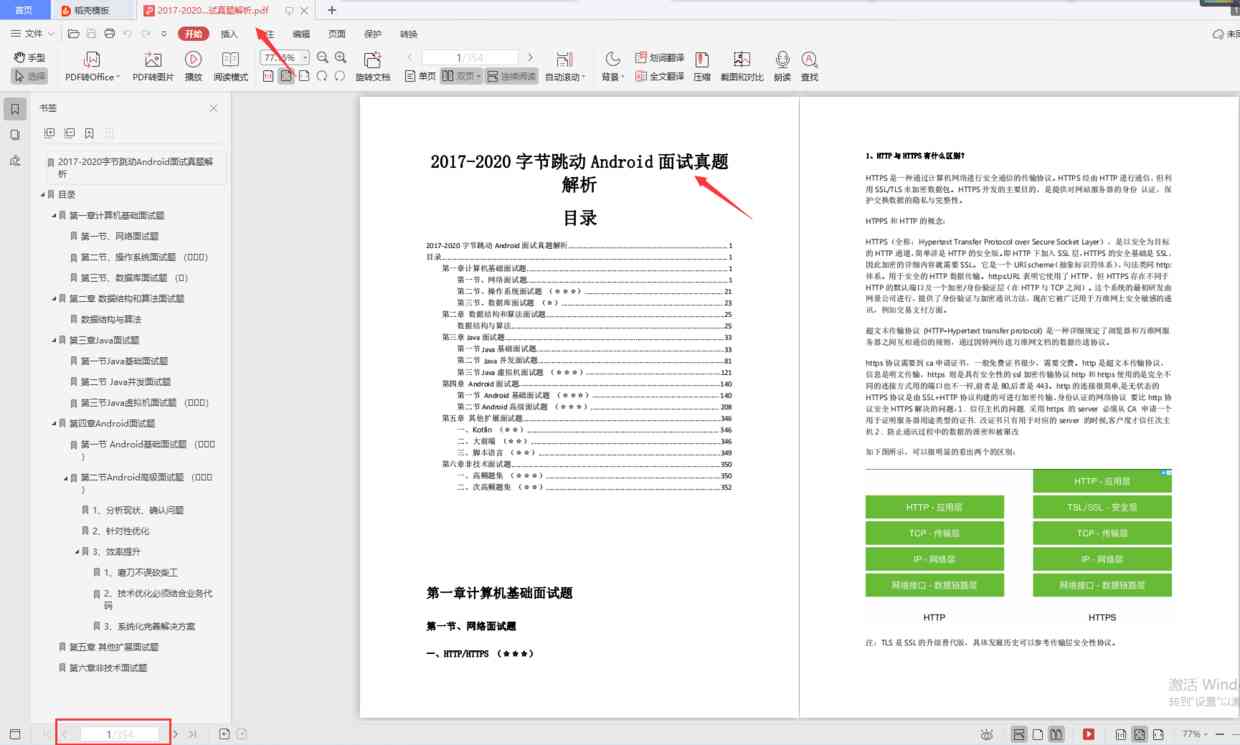 首页
稻壳模板
2017-2020...试真题解析.pdf
文件
开始
插入
编辑
页面
保护
转换
手型
选择
PDF转Office
PDF转图片
播放
阅读模式
旋转文档
单页
双页
连续阅读
自动滚动
背景
划词翻译
全文翻译
压缩
截图和对比
朗读
查找
书签
2017-2020字节跳动Android面试真题解
析
目录
第一章计算机基础面试题
第一节、网络面试题
第二节、操作系统面试题 (▯▯▯)
第三节、数据库面试题 (▯)
第二章 数据结构和算法面试题
数据结构与算法
第三章Java面试题
第一节Java基础面试题
第二节 Java并发面试题
第三节Java虚拟机面试题 (▯▯▯)
第四章Android面试题
第一节 Android基础面试题 (▯▯▯
)
第二节Android高级面试题 (▯▯▯
)
1、分析现状、确认问题
2、针对性优化
3、效率提升
1、磨刀不误砍柴工
2、技术优化必须结合业务代
码
3、系统化完善解决方案
第五章 其他扩展面试题
第六章非技术面试题
2017-2020 字节跳动 Android 面试真题
解析
目录
2017-2020 字节跳动 Android 面试真题解析 1
目录 1
第一章计算机基础面试题 1
第一节、网络面试题 1
第二节、操作系统面试题 (★★★) 21
第三节、数据库面试题 (★) 23
第二章 数据结构和算法面试题 25
数据结构与算法 25
第三章 Java 面试题 33
第一节 Java 基础面试题 33
第二节 Java 并发面试题 81
第三节 Java 虚拟机面试题 (★★★) 121
第四章 Android 面试题 140
第一节 Android 基础面试题 (★★★) 140
第二节 Android 高级面试题 (★★★) 208
第五章 其他扩展面试题 346
一、Kotlin (★★) 346
二、大前端 (★★) 346
三、脚本语言 (★★) 349
第六章非技术面试题 350
一、高频题集 (★★) 350
二、次高频题集 (★★) 352
第一章计算机基础面试题
第一节、网络面试题
一、HTTP/HTTPS (★★★)
1、HTTP 与 HTTPS 有什么区别？
HTTPS 是一种通过计算机网络进行安全通信的传输协议。HTTPS 经由 HTTP 进行通信，但利
用 SSL/TLS 来加密数据包。HTTPS 开发的主要目的，是提供对网站服务器的身份 认证，保
护交换数据的隐私与完整性。
HTPPS 和 HTTP 的概念：
HTTPS（全称：Hypertext Transfer Protocol over Secure Socket Layer），是以安全为目标
的 HTTP 通道，简单讲是 HTTP 的安全版。即 HTTP 下加入 SSL 层，HTTPS 的安全基础是 SSL，
因此加密的详细内容就需要 SSL。它是一个 URI scheme（抽象标识符体系），句法类同 http:
体系。用于安全的 HTTP 数据传输。https:URL 表明它使用了 HTTP，但 HTTPS 存在不同于
HTTP 的默认端口及一个加密/身份验证层（在 HTTP 与 TCP 之间）。这个系统的最初研发由
网景公司进行，提供了身份验证与加密通讯方法，现在它被广泛用于万维网上安全敏感的通
讯，例如交易支付方面。
超文本传输协议 (HTTP-Hypertext transfer protocol) 是一种详细规定了浏览器和万维网服
务器之间互相通信的规则，通过因特网传送万维网文档的数据传送协议。
https 协议需要到 ca 申请证书，一般免费证书很少，需要交费。http 是超文本传输协议，
信息是明文传输，https 则是具有安全性的 ssl 加密传输协议 http 和 https 使用的是完全不
同的连接方式用的端口也不一样,前者是 80,后者是 443。http 的连接很简单,是无状态的
HTTPS 协议是由 SSL+HTTP 协议构建的可进行加密传输、身份认证的网络协议 要比 http 协
议安全 HTTPS 解决的问题：1 . 信任主机的问题. 采用 https 的 server 必须从 CA 申请一个
用于证明服务器用途类型的证书. 改证书只有用于对应的 server 的时候,客户度才信任次主
机 2 . 防止通讯过程中的数据的泄密和被篡改
如下图所示，可以很明显的看出两个的区别：
HTTP - 应用层
HTTP - 应用层
TSL/SSL - 安全层
TCP - 传输层
TCP - 传输层
IP - 网络层
IP - 网络层
网络接口 - 数据链路层
网络接口 - 数据链路层
HTTP
HTTPS
注：TLS 是 SSL 的升级替代版，具体发展历史可以参考传输层安全性协议。
激活 Wind
转到"设置"以激
77%